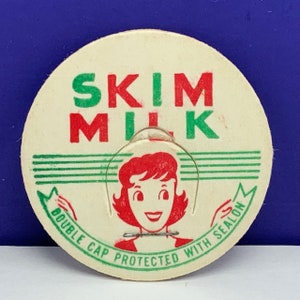 SKIM
MILK
DOUBLE CAP PROTECTED WITH SEALON